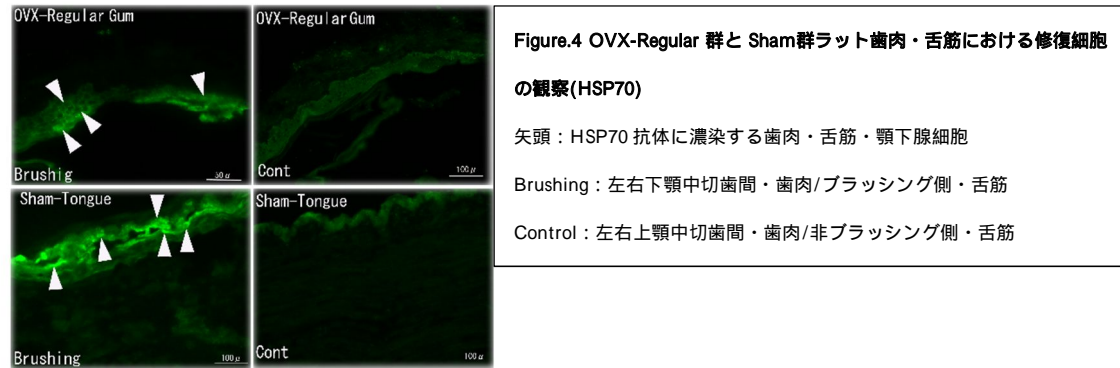 OVX-Regular Gum
Brushig
50μ
OVX-Regular Gum
Cont
100μ
Sham-Tongue
Brushing
100μ
Sham-Tongue
Cont
100μ
Figure.4 OVX-Regular 群と Sham群ラット歯肉・舌筋における修復細胞
の観察(HSP70)
矢頭：HSP70 抗体に濃染する歯肉・舌筋・顎下腺細胞
Brushing：左右下顎中切歯間・歯肉/ブラッシング側・舌筋
Control：左右上顎中切歯間・歯肉/非ブラッシング側・舌筋